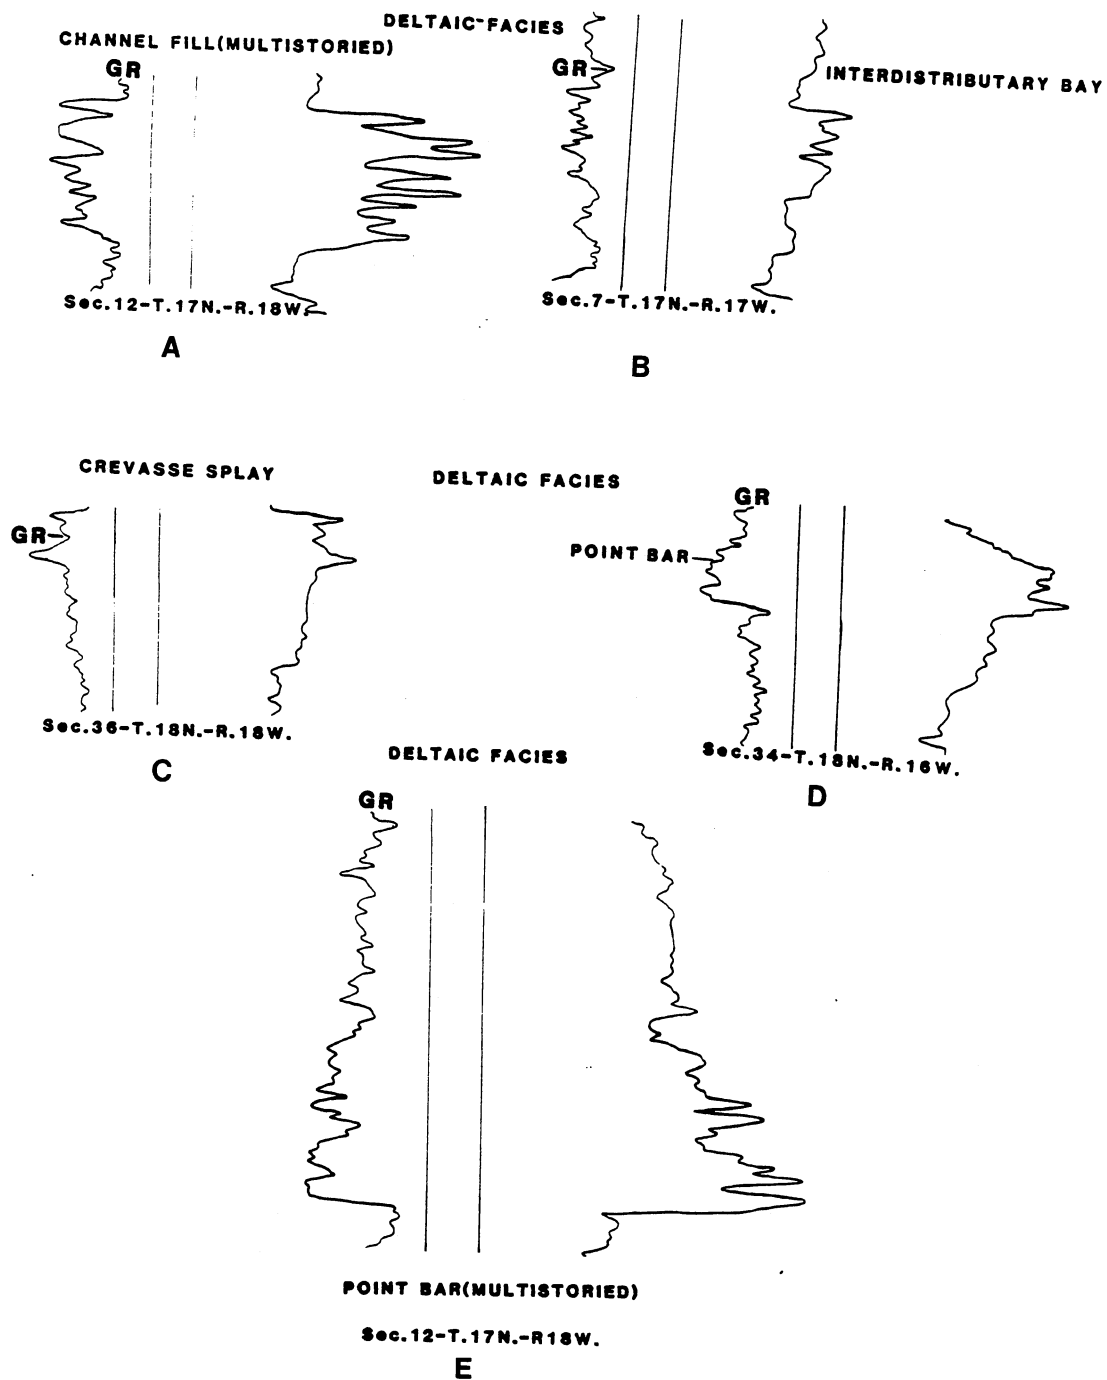 DELTAIC FACIES
CHANNEL FILL(MULTISTORIED)
GR
GR
INTERDISTRIBUTARY BAY
Sec.12-T.17N.-R.18W.
Sec.7-T.17N.-R.17W.
A
B
CREVASSE SPLAY
DELTAIC FACIES
GR
GR
POINT BAR
Sec.36-T.18N.-R.18W.
Sec.34-T.18N.-R.16W.
C
D
DELTAIC FACIES
GR
POINT BAR(MULTISTORIED)
Sec.12-T.17N.-R18W.
E